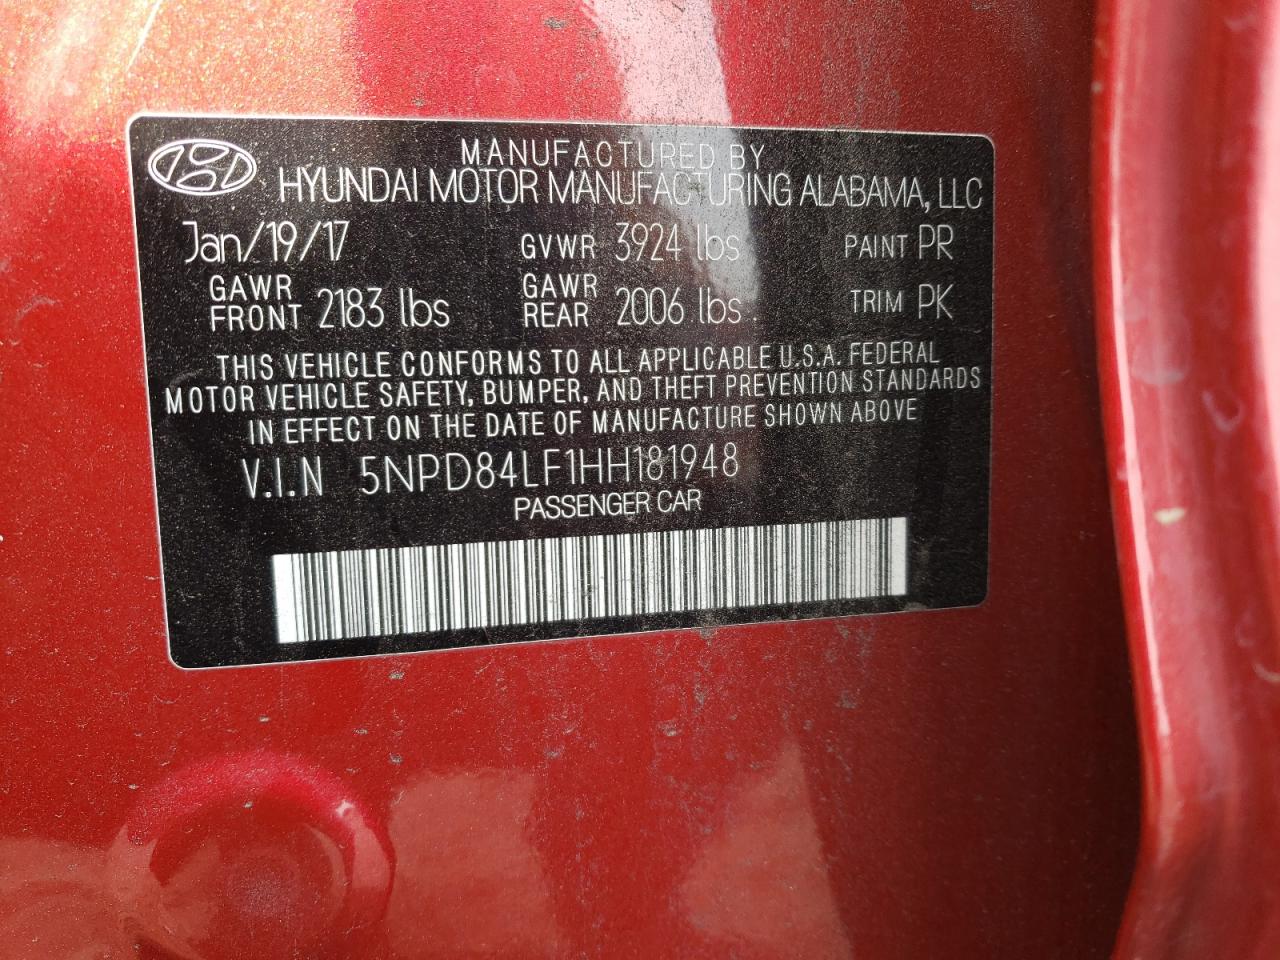 MANUFACTURED BY
HYUNDAI MOTOR MANUFACTURING ALABAMA, LLC
Jan/19/17 GVWR 3924 lbs PAINT PR
GAWR FRONT 2183 lbs GAWR REAR 2006 lbs TRIM PK
THIS VEHICLE CONFORMS TO ALL APPLICABLE U.S.A. FEDERAL
MOTOR VEHICLE SAFETY, BUMPER, AND THEFT PREVENTION STANDARDS
IN EFFECT ON THE DATE OF MANUFACTURE SHOWN ABOVE
V.I.N 5NPD84LF1HH181948
PASSENGER CAR